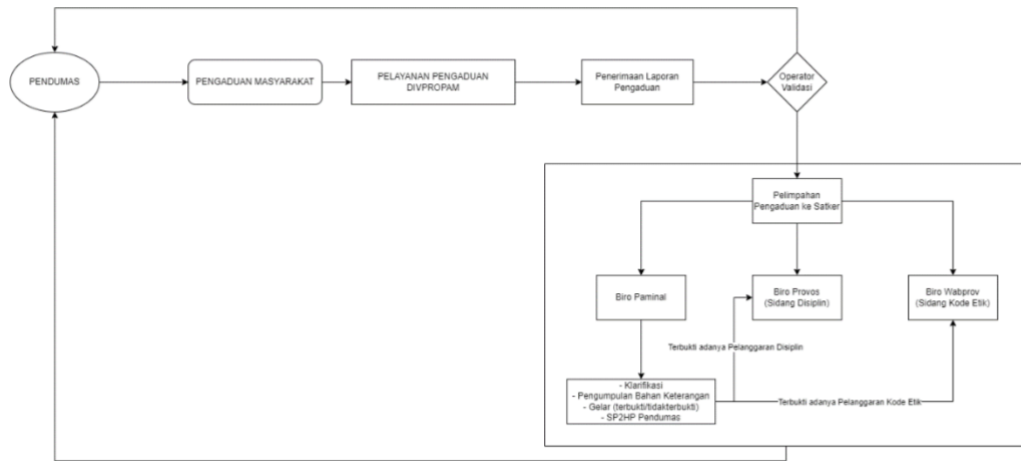 PENDUMAS
PENGADUAN MASYARAKAT
PELAYANAN PENGADUAN
DIVPROPAM
Penerimaan Laporan
Pengaduan
Operator
Validasi
Pelimpahan
Pengaduan ke Satker
Biro Paminal
Biro Provos
(Sidang Disiplin)
Biro Wabprov
(Sidang Kode Etik)
Terbukti adanya Pelanggaran Disiplin
- Klarifikasi
- Pengumpulan Bahan Keterangan
- Gelar (terbukti/tidakterbukti)
- SP2HP Pendumas
Terbukti adanya Pelanggaran Kode Etik